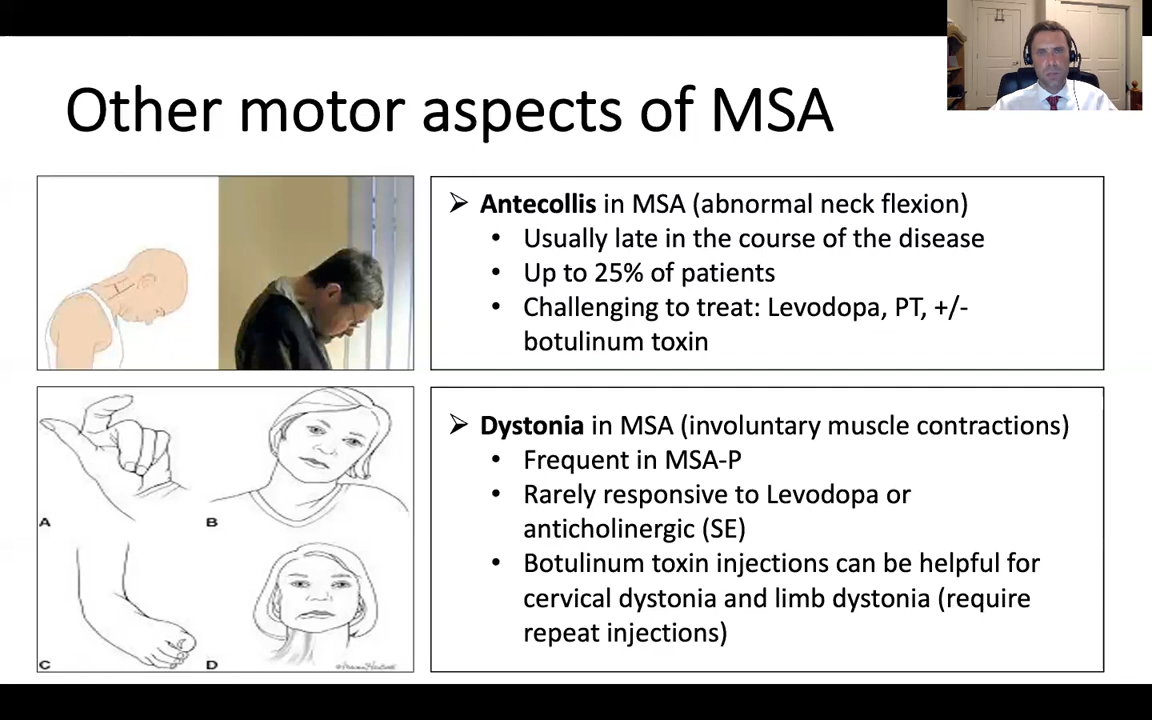 Other motor aspects of MSA
➢ Antecollis in MSA (abnormal neck flexion)
• Usually late in the course of the disease
• Up to 25% of patients
• Challenging to treat: Levodopa, PT, +/-
botulinum toxin
A
B
C
D
➢ Dystonia in MSA (involuntary muscle contractions)
• Frequent in MSA-P
• Rarely responsive to Levodopa or
anticholinergic (SE)
• Botulinum toxin injections can be helpful for
cervical dystonia and limb dystonia (require
repeat injections)